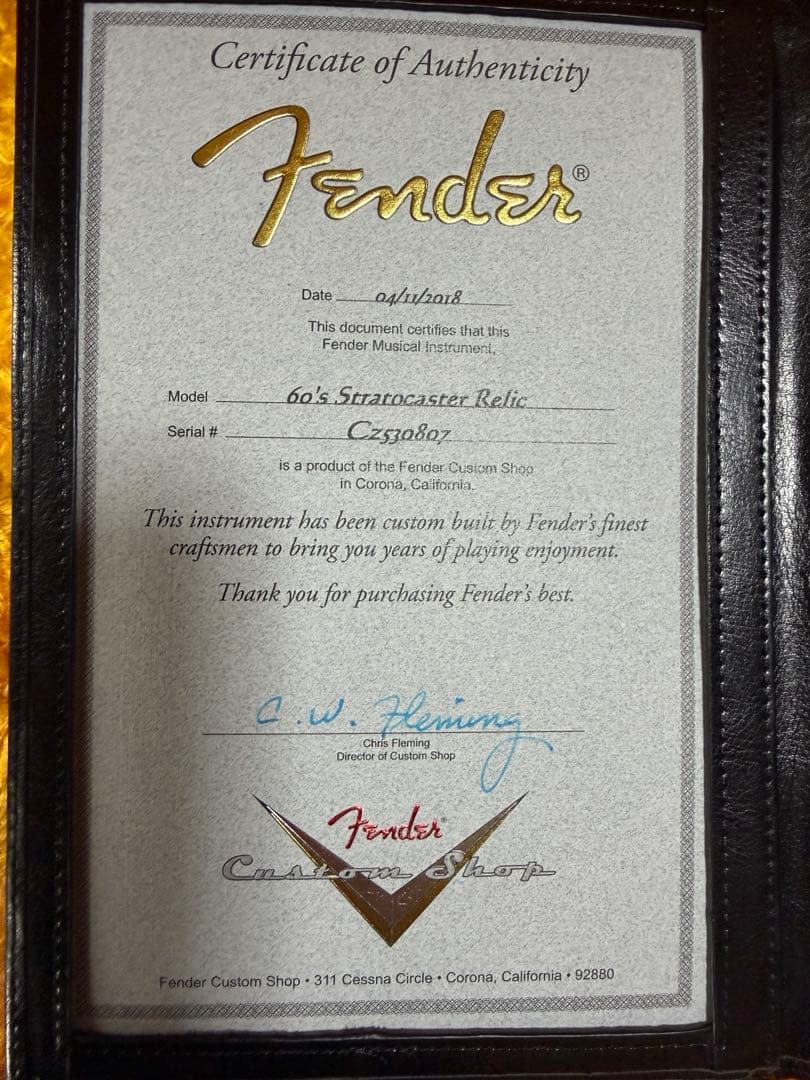 Certificate of Authenticity
Fender®
Date 04/11/2018
This document certifies that this
Fender Musical Instrument,
Model 60's Stratocaster Relic
Serial # CZ530807
is a product of the Fender Custom Shop
in Corona, California.
This instrument has been custom built by Fender's finest
craftsmen to bring you years of playing enjoyment.
Thank you for purchasing Fender's best.
C. W. Fleming
Chris Fleming
Director of Custom Shop
Fender®
Custom Shop
Fender Custom Shop • 311 Cessna Circle • Corona, California • 92880